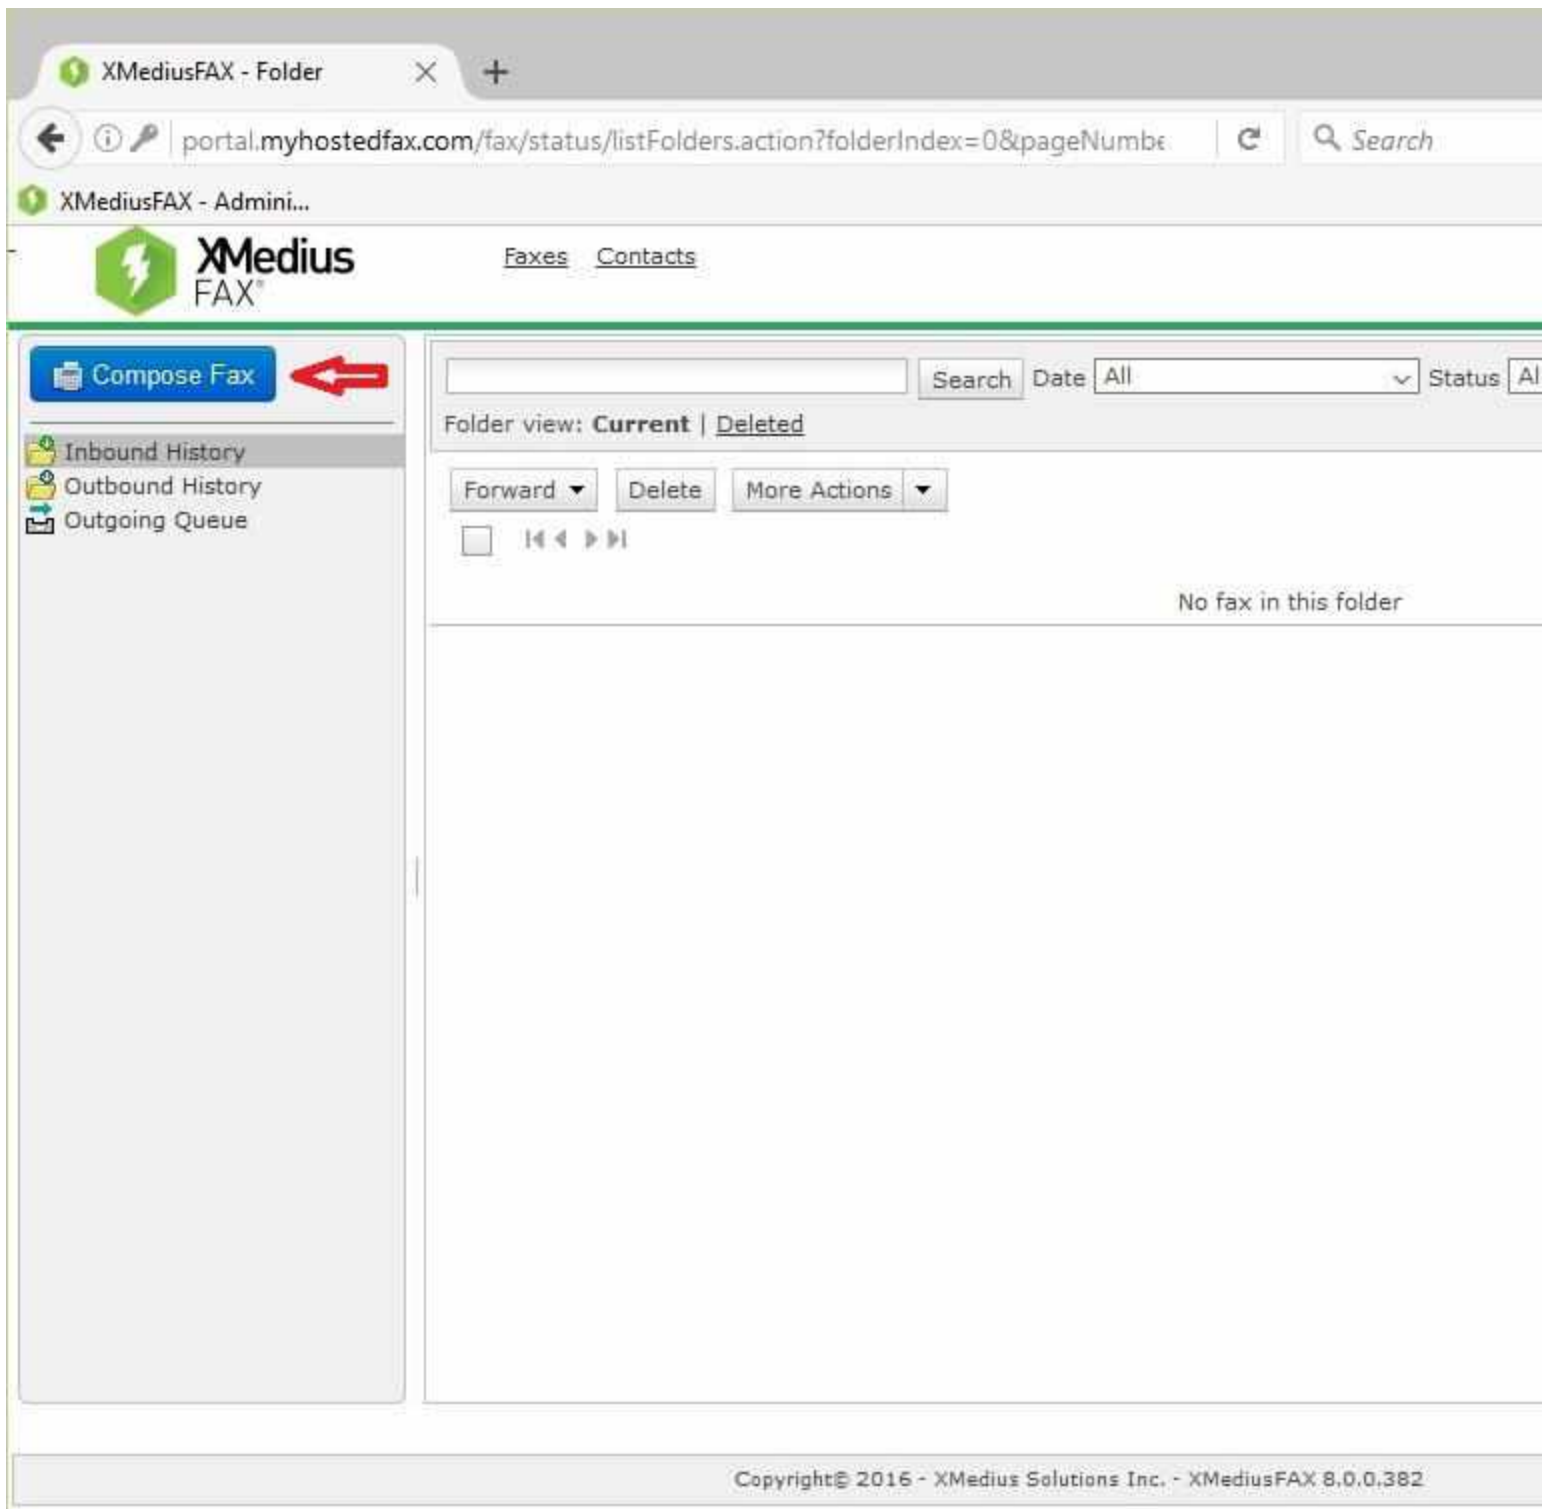 XMediusFAX - Folder
portal.myhostedfax.com/fax/status/listFolders.action?folderIndex=0&pageNumbe
Search
XMediusFAX - Admini...
XMedius
FAX®
Faxes Contacts
Compose Fax
Search Date All Status Al
Folder view: Current | Deleted
Inbound History
Outbound History
Outgoing Queue
Forward Delete More Actions
No fax in this folder
Copyright© 2016 - XMedius Solutions Inc. - XMediusFAX 8.0.0.382